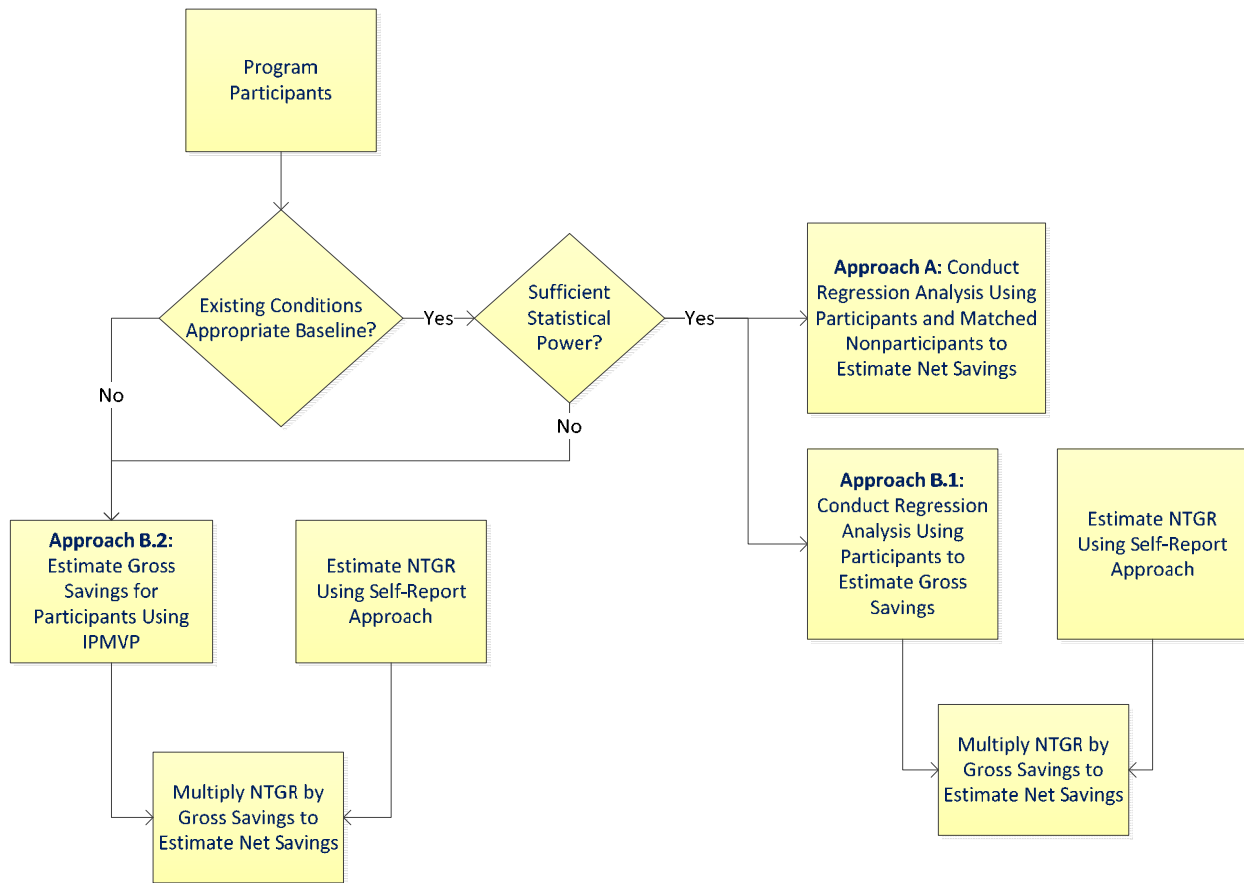 Program
Participants
Existing Conditions
Appropriate Baseline?
Yes
Sufficient
Statistical
Power?
Yes
Approach A: Conduct
Regression Analysis Using
Participants and Matched
Nonparticipants to
Estimate Net Savings
No
No
Approach B.2:
Estimate Gross
Savings for
Participants Using
IPMVP
Estimate NTGR
Using Self-Report
Approach
Approach B.1:
Conduct Regression
Analysis Using
Participants to
Estimate Gross
Savings
Estimate NTGR
Using Self-Report
Approach
Multiply NTGR by
Gross Savings to
Estimate Net Savings
Multiply NTGR by
Gross Savings to
Estimate Net Savings